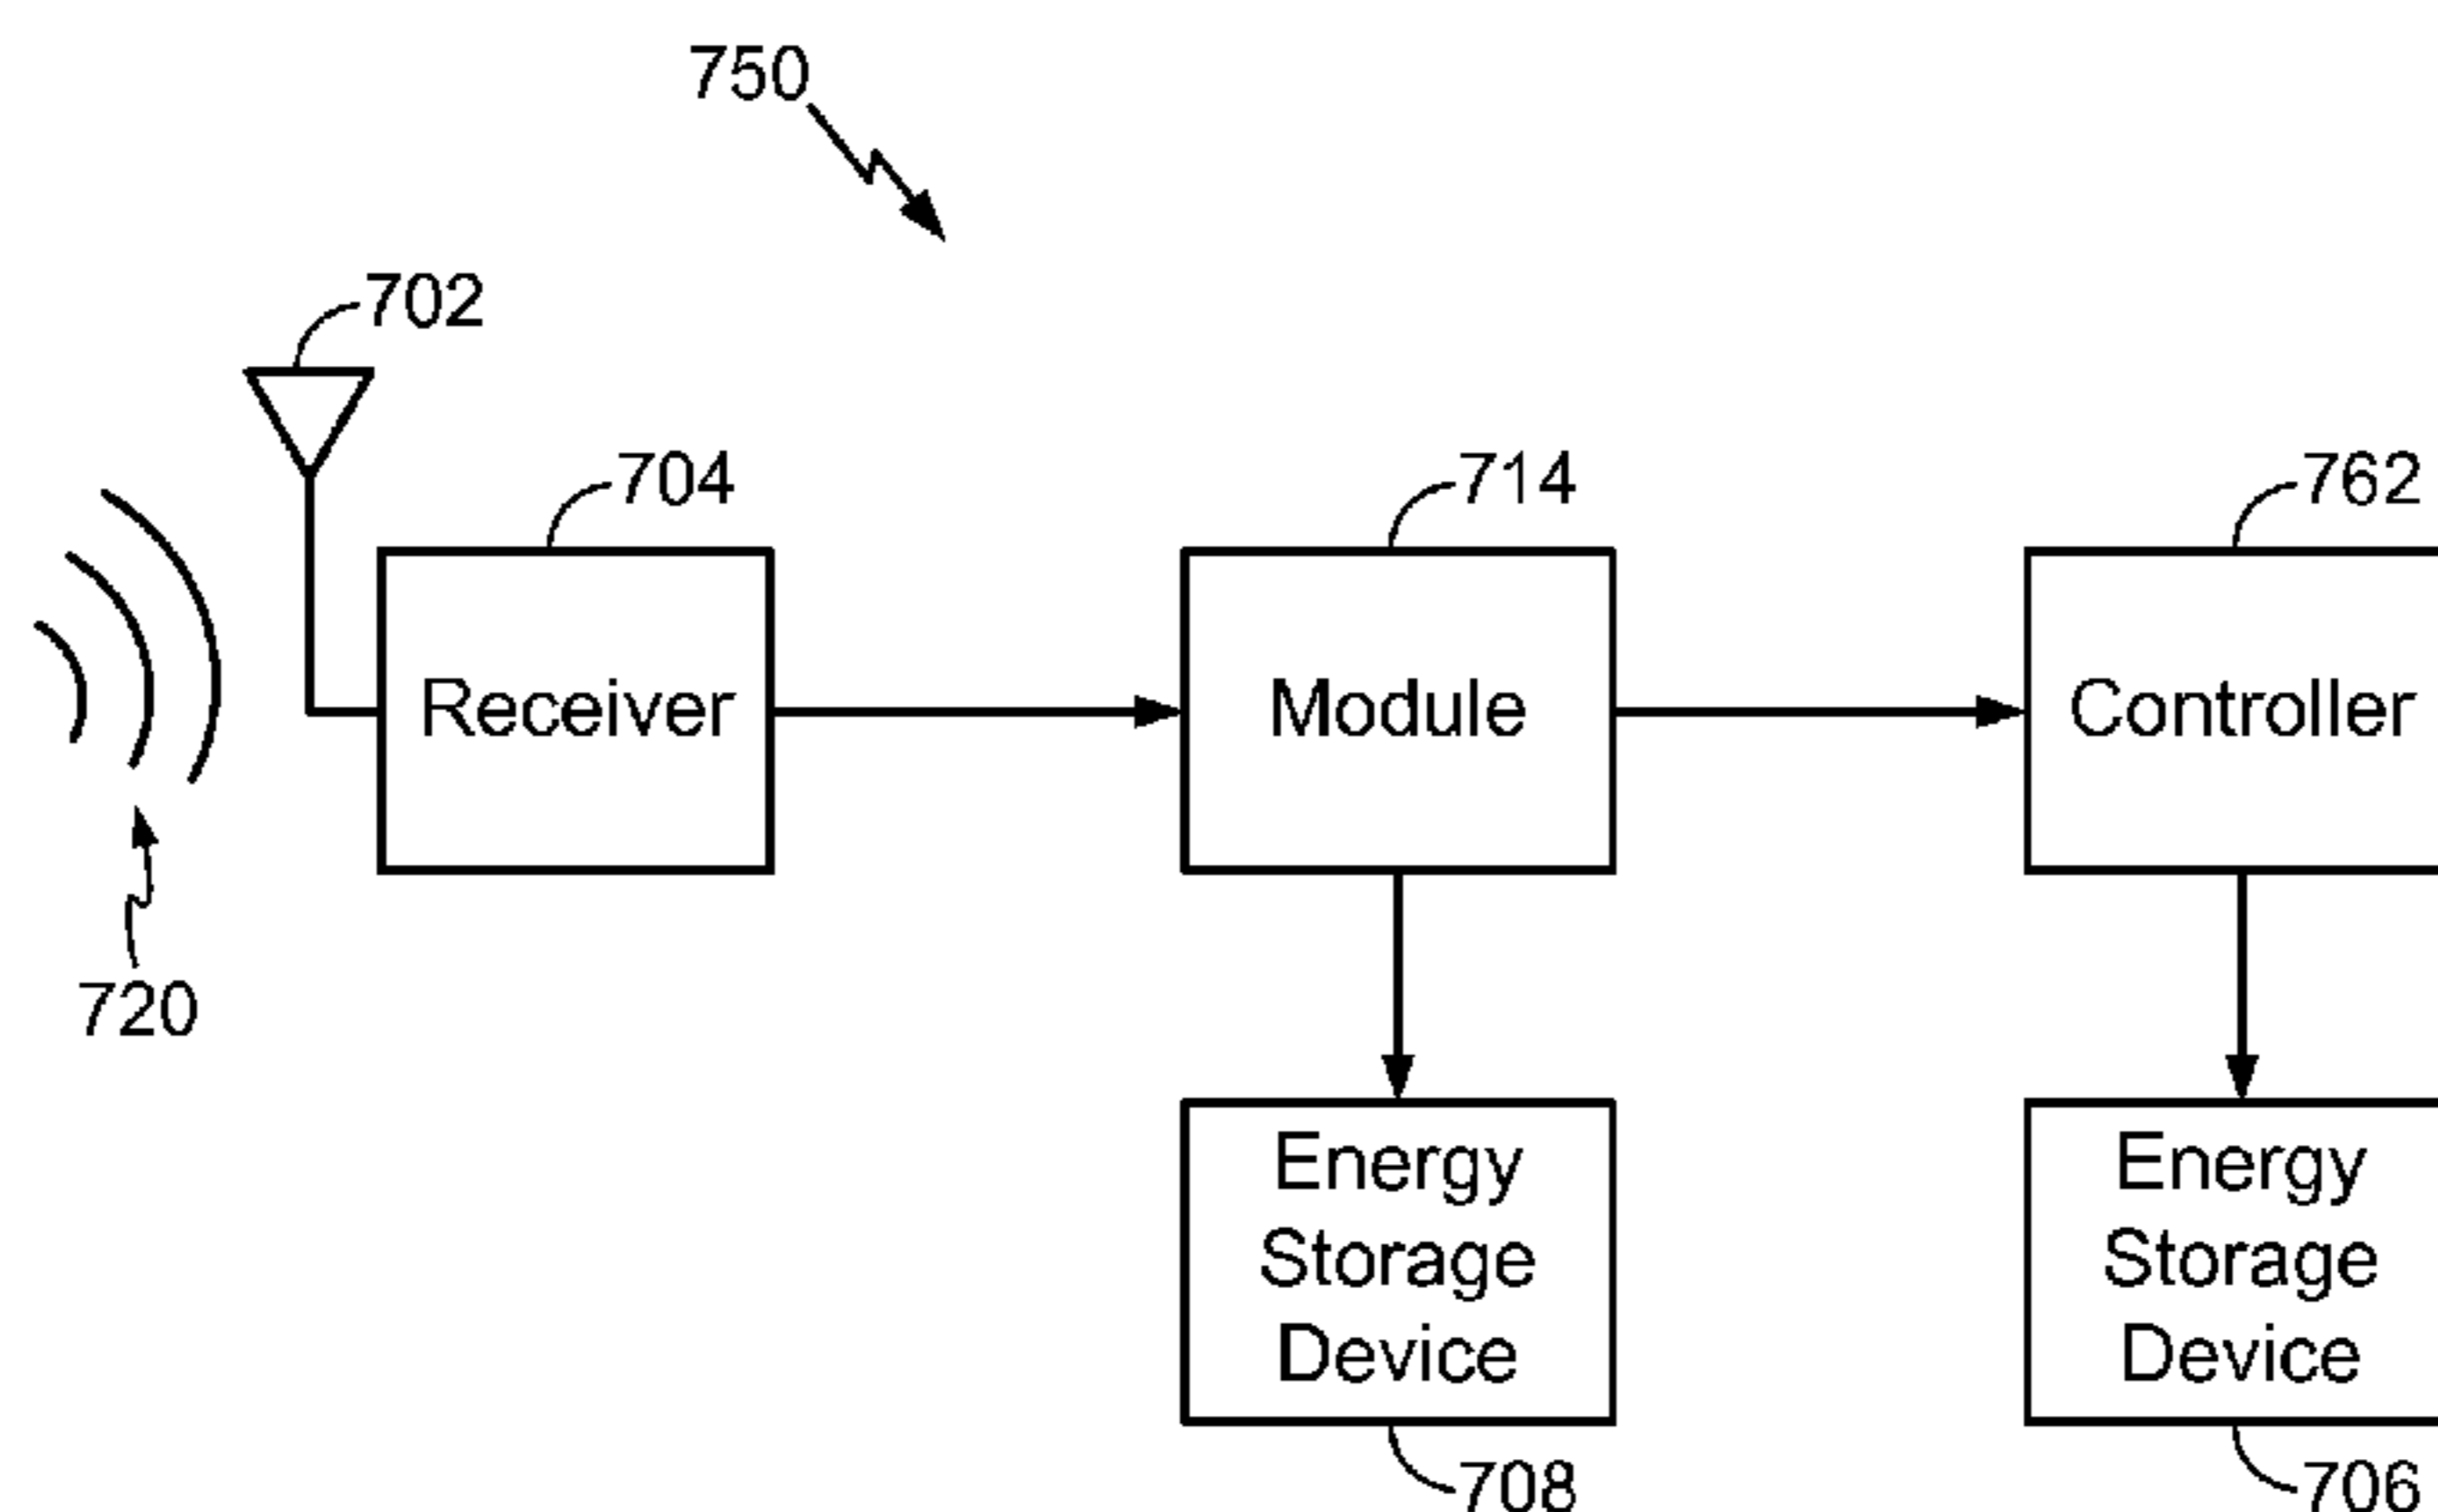 750
702
704
714
762
Receiver
Module
Controller
720
Energy
Storage
Device
Energy
Storage
Device
708
706